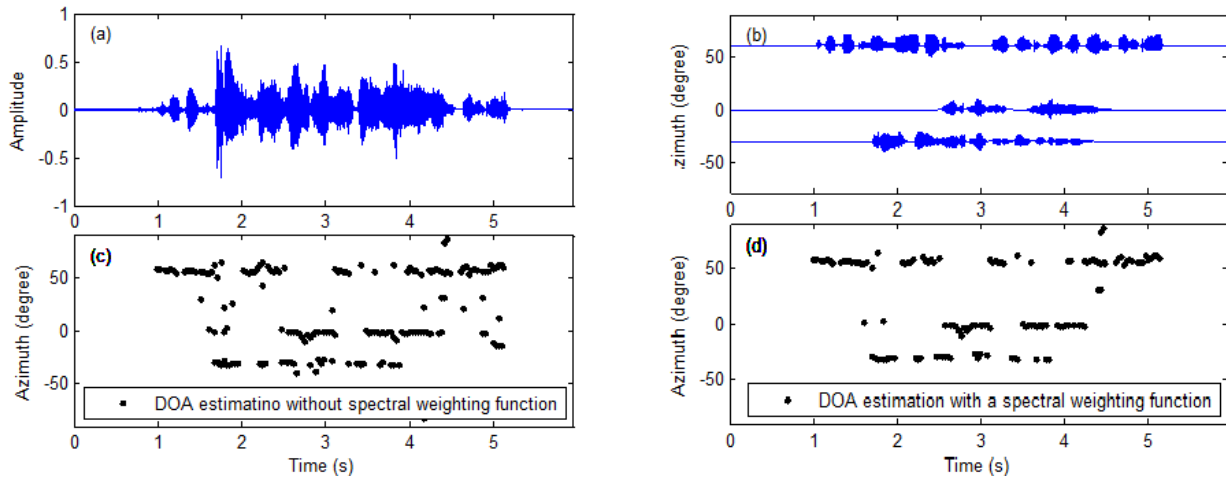 (a)
Amplitude
1
0.5
0
-0.5
-1
0 1 2 3 4 5
(b)
.zimuth (degree)
50
0
-50
0 1 2 3 4 5
(c)
Azimuth (degree)
50
0
-50
DOA estimatino without spectral weighting function
0 1 2 3 4 5
Time (s)
(d)
Azimuth (degree)
50
0
-50
DOA estimation with a spectral weighting function
0 1 2 3 4 5
Time (s)